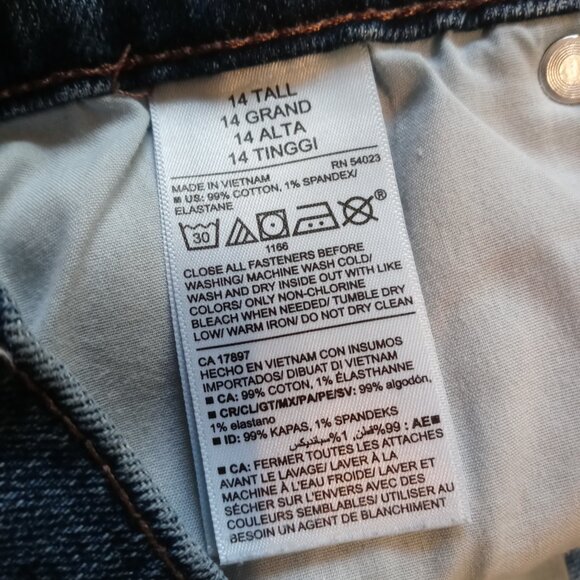 14 TALL
14 GRAND
14 ALTA
14 TINGGI
MADE IN VIETNAM RN 54023
■ US: 99% COTTON, 1% SPANDEX/
ELASTANE
30
®
1166
CLOSE ALL FASTENERS BEFORE
WASHING/ MACHINE WASH COLD/
WASH AND DRY INSIDE OUT WITH LIKE
COLORS/ ONLY NON-CHLORINE
BLEACH WHEN NEEDED/ TUMBLE DRY
LOW/ WARM IRON/ DO NOT DRY CLEAN
CA 17897
HECHO EN VIETNAM CON INSUMOS
IMPORTADOS/ DIBUAT DI VIETNAM
■ CA: 99% COTON, 1% ÉLASTHANNE
■ CR/CL/GT/MX/PA/PE/SV: 99% algodón,
1% elastano
■ ID: 99% KAPAS, 1% SPANDEKS
■ AE: 99% قطن, 1% سباندیکس
■ CA: FERMER TOUTES LES ATTACHES
AVANT LE LAVAGE/ LAVER À LA
MACHINE À L'EAU FROIDE/ LAVER ET
SÉCHER SUR L'ENVERS AVEC DES
COULEURS SEMBLABLES/ UTILISER AU
BESOIN UN AGENT DE BLANCHIMENT